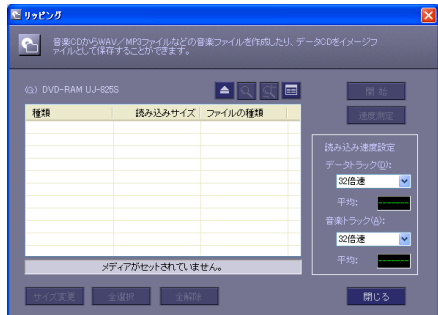 リッピング
音楽CDからWAV/MP3ファイルなどの音楽ファイルを作成したり、データCDをイメージフ
ァイルとして保存することができます。
(G:) DVD-RAM UJ-825S
開始
種類 読み込みサイズ ファイルの種類
速度測定
読み込み速度設定
データトラック(D):
32倍速
平均:
音楽トラック(A):
32倍速
平均:
メディアがセットされていません。
サイズ変更 全選択 全解除 閉じる